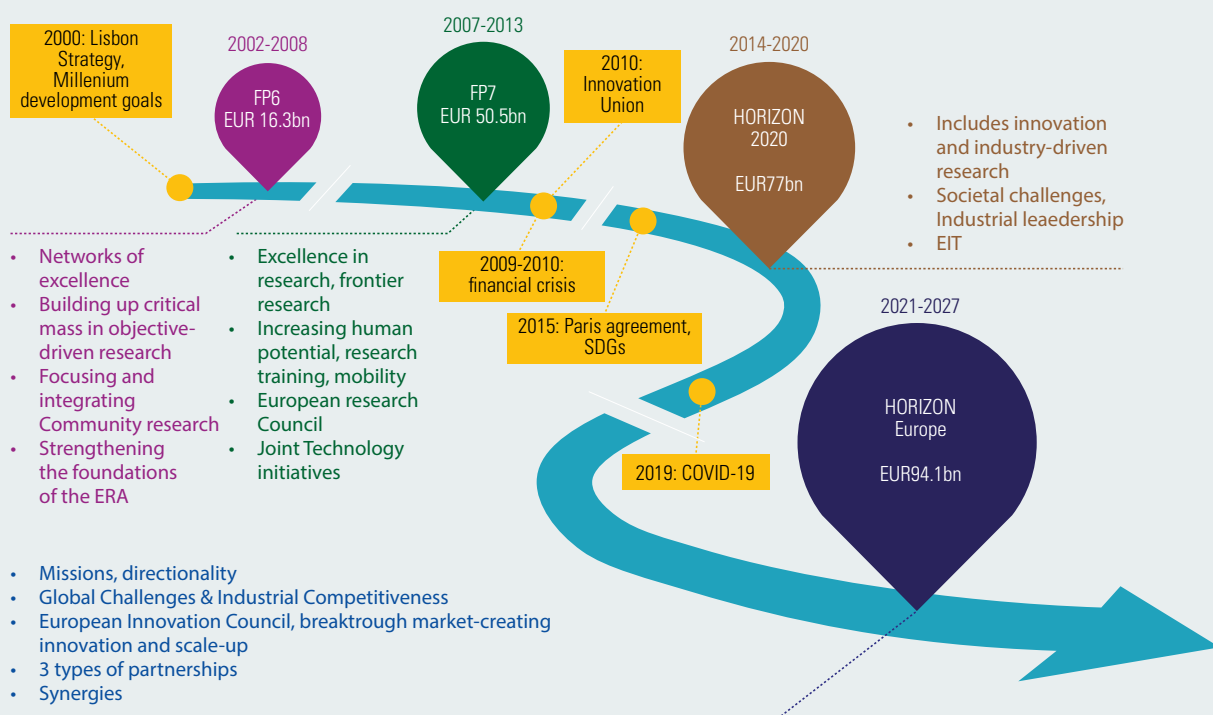 2000: Lisbon
Strategy,
Millenium
development goals
2002-2008
FP6
EUR 16.3bn
• Networks of
excellence
• Building up critical
mass in objective-
driven research
• Focusing and
integrating
Community research
• Strengthening
the foundations
of the ERA
2007-2013
FP7
EUR 50.5bn
• Excellence in
research, frontier
research
• Increasing human
potential, research
training, mobility
• European research
Council
• Joint Technology
initiatives
2010:
Innovation
Union
2009-2010:
financial crisis
2015: Paris agreement,
SDGs
2014-2020
HORIZON
2020
EUR77bn
• Includes innovation
and industry-driven
research
• Societal challenges,
Industrial leaedership
• EIT
2019: COVID-19
2021-2027
HORIZON
Europe
EUR94.1bn
• Missions, directionality
• Global Challenges & Industrial Competitiveness
• European Innovation Council, breaktrough market-creating
innovation and scale-up
• 3 types of partnerships
• Synergies